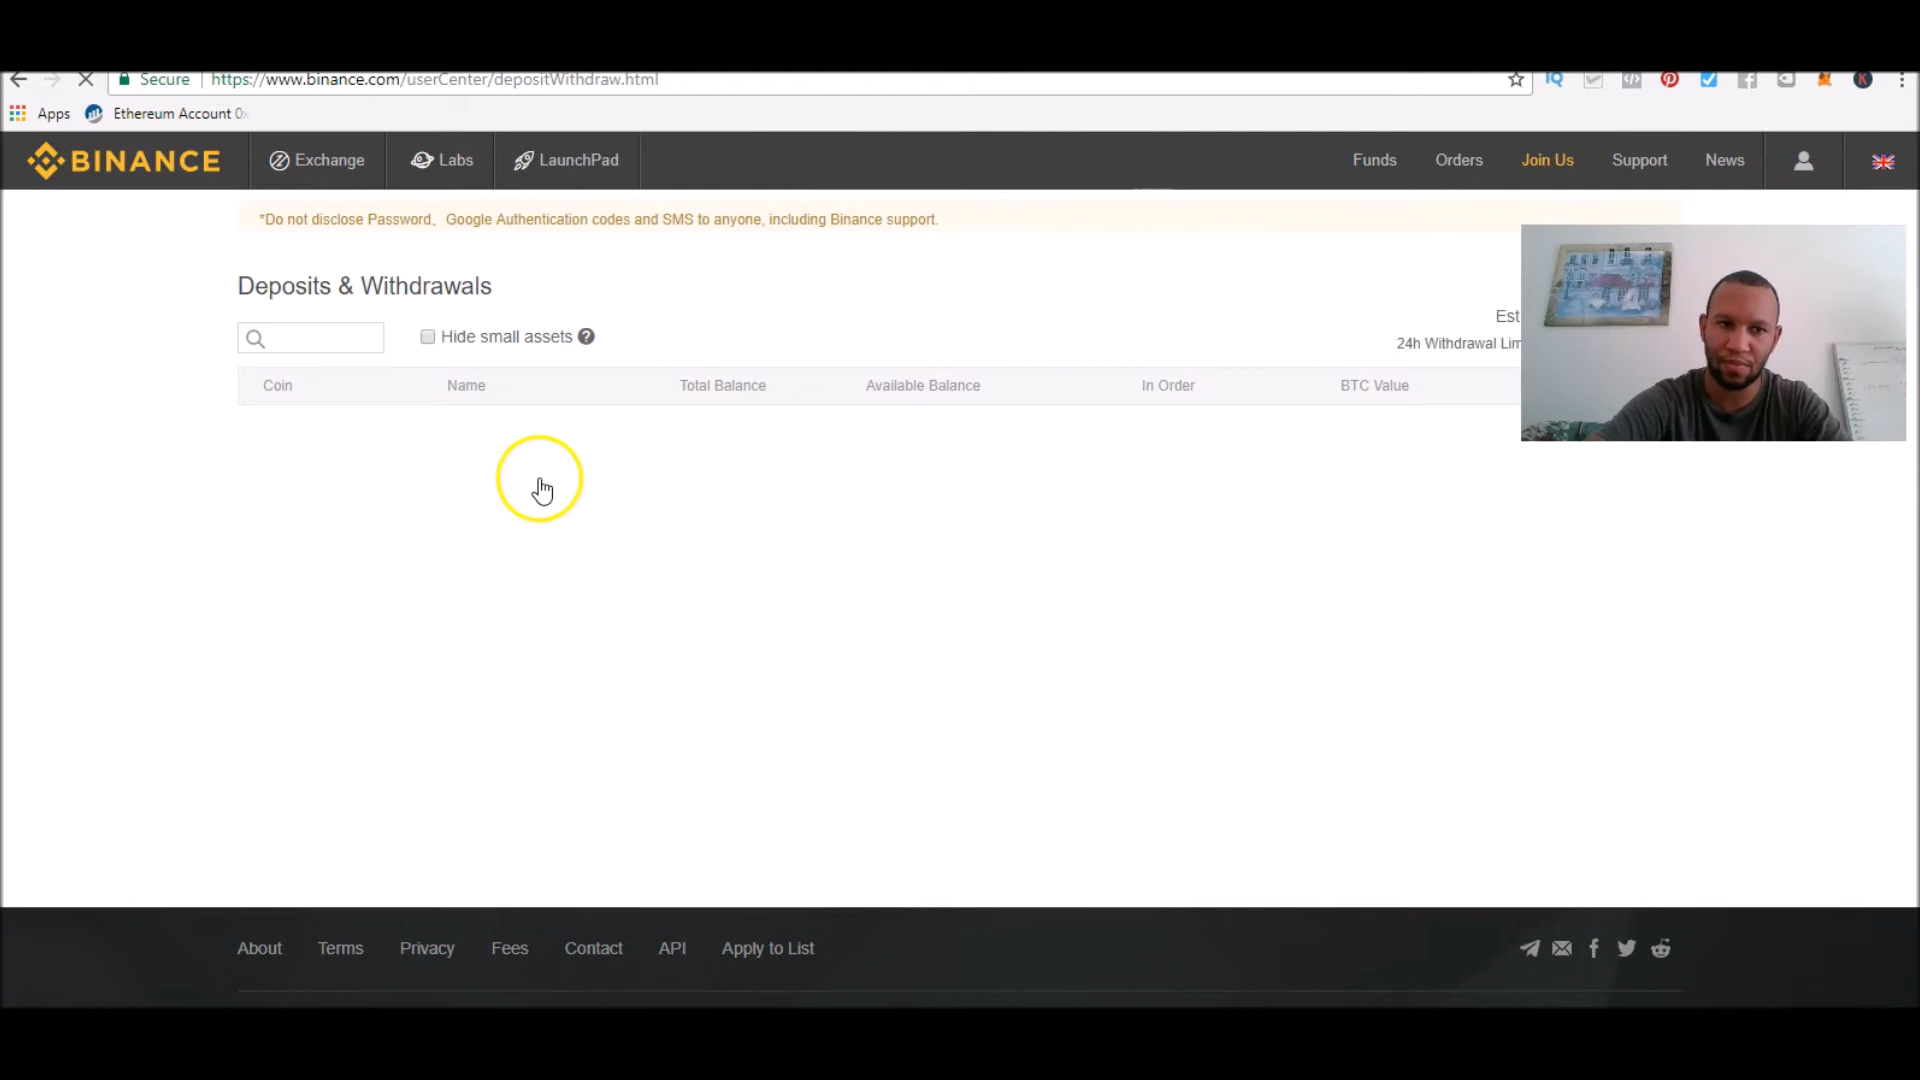 Secure https://www.binance.com/userCenter/depositWithdraw.html
Apps Ethereum Account 0x
BINANCE Exchange Labs LaunchPad Funds Orders Join Us Support News
*Do not disclose Password、Google Authentication codes and SMS to anyone, including Binance support.
Deposits & Withdrawals
Est
Hide small assets ?
24h Withdrawal Lim
Coin Name Total Balance Available Balance In Order BTC Value
About Terms Privacy Fees Contact API Apply to List